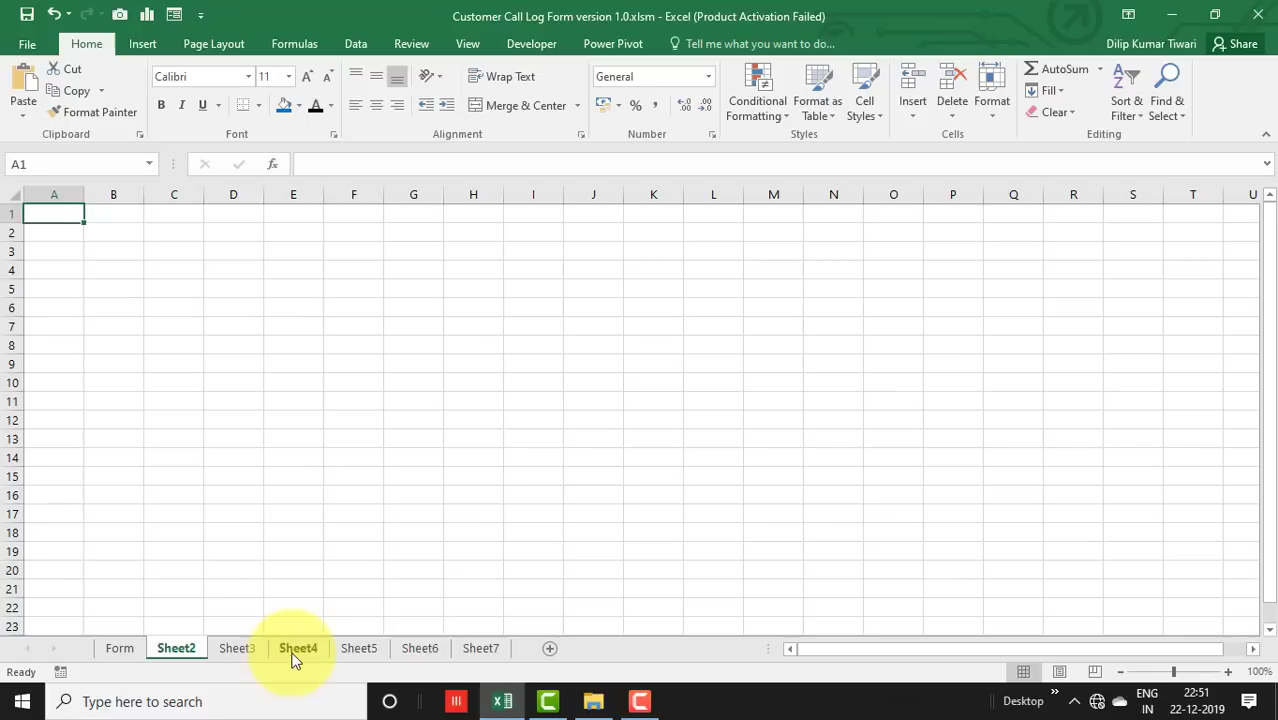 Customer Call Log Form version 1.0.xlsm - Excel (Product Activation Failed)
File Home Insert Page Layout Formulas Data Review View Developer Power Pivot Tell me what you want to do... Dilip Kumar Tiwari Share
Paste
Cut
Copy
Format Painter
Clipboard
Calibri 11 A A
B I U A
Font
ab Wrap Text
Merge & Center
Alignment
General
% , .0 .00 .00 .0
Number
Conditional Formatting
Format as Table
Cell Styles
Styles
Insert
Delete
Format
Cells
AutoSum
Fill
Clear
Sort & Filter
Find & Select
Editing
A1 fx
A B C D E F G H I J K L M N O P Q R S T U
1
2
3
4
5
6
7
8
9
10
11
12
13
14
15
16
17
18
19
20
21
22
23
Form Sheet2 Sheet3 Sheet4 Sheet5 Sheet6 Sheet7
Ready 100%
Type here to search
Desktop
ENG IN
22:51
22-12-2019